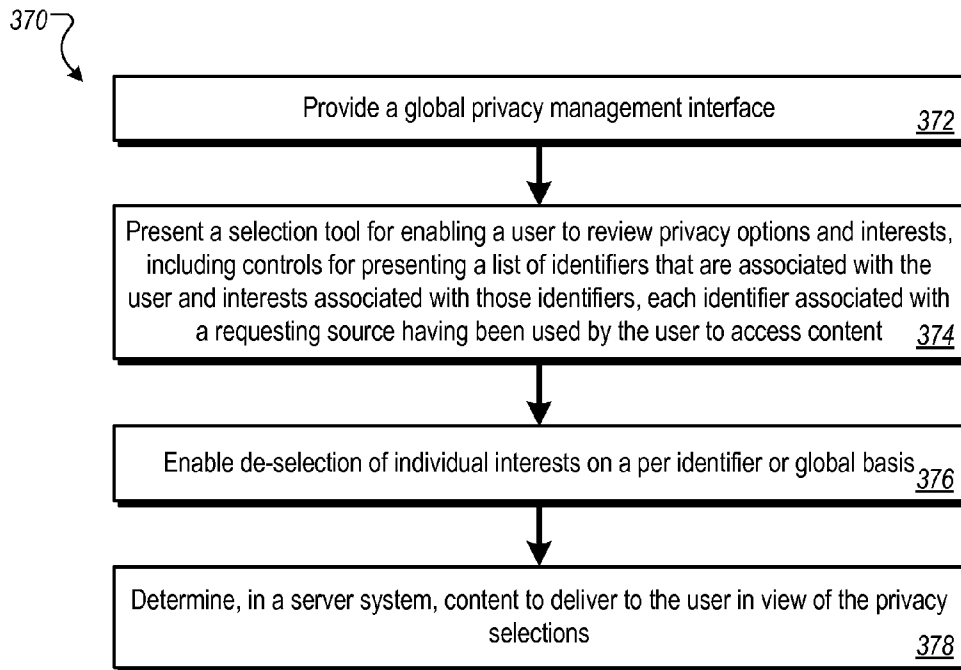 370
Provide a global privacy management interface
372
Present a selection tool for enabling a user to review privacy options and interests,
including controls for presenting a list of identifiers that are associated with the
user and interests associated with those identifiers, each identifier associated with
a requesting source having been used by the user to access content
374
Enable de-selection of individual interests on a per identifier or global basis
376
Determine, in a server system, content to deliver to the user in view of the privacy
selections
378